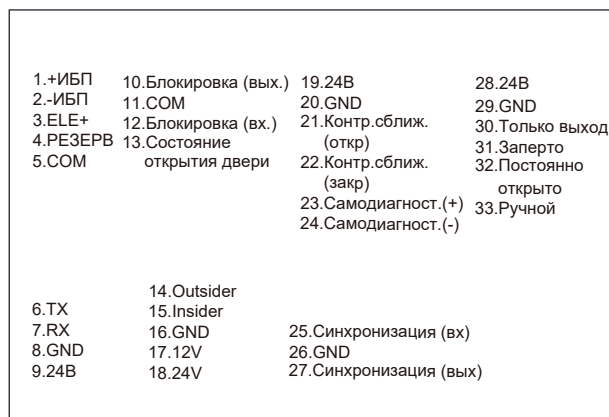 1.+ИБП
2.-ИБП
3.ELE+
4.РЕЗЕРВ
5.COM
10.Блокировка (вых.)
11.COM
12.Блокировка (вх.)
13.Состояние
открытия двери
19.24В
20.GND
21.Контр.сближ.
(откр)
22.Контр.сближ.
(закр)
23.Самодиагност.(+)
24.Самодиагност.(-)
28.24В
29.GND
30.Только выход
31.Заперто
32.Постоянно
открыто
33.Ручной
6.TX
7.RX
8.GND
9.24В
14.Outsider
15.Insider
16.GND
17.12V
18.24V
25.Синхронизация (вх)
26.GND
27.Синхронизация (вых)